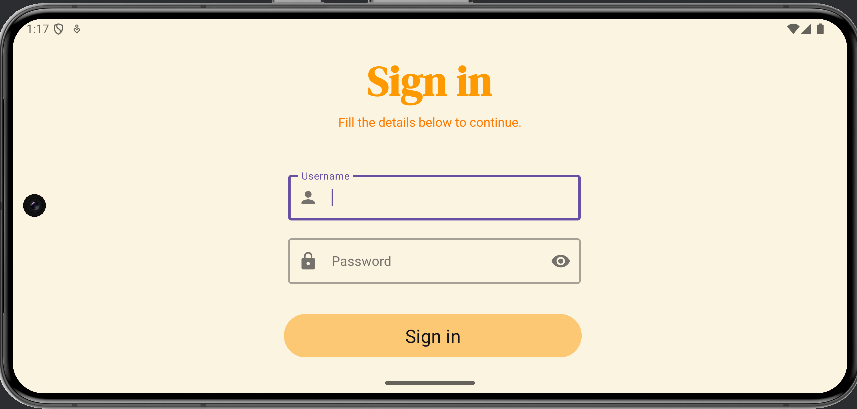 1:17
Sign in
Fill the details below to continue.
Username
Password
Sign in